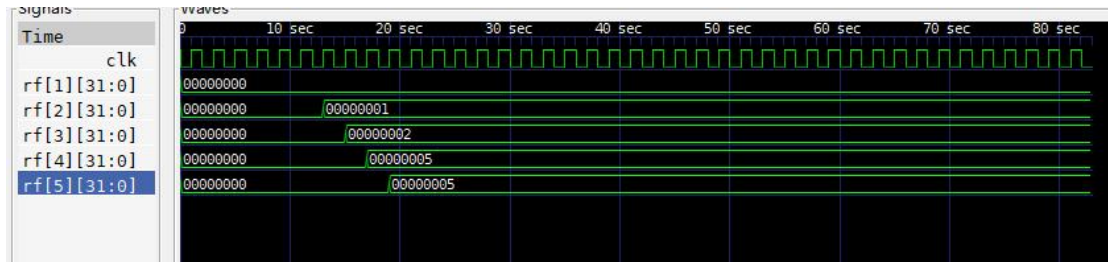 Signals Waves
Time 0 10 sec 20 sec 30 sec 40 sec 50 sec 60 sec 70 sec 80 sec
clk
rf[1][31:0] 00000000
rf[2][31:0] 00000000 00000001
rf[3][31:0] 00000000 00000002
rf[4][31:0] 00000000 00000005
rf[5][31:0] 00000000 00000005